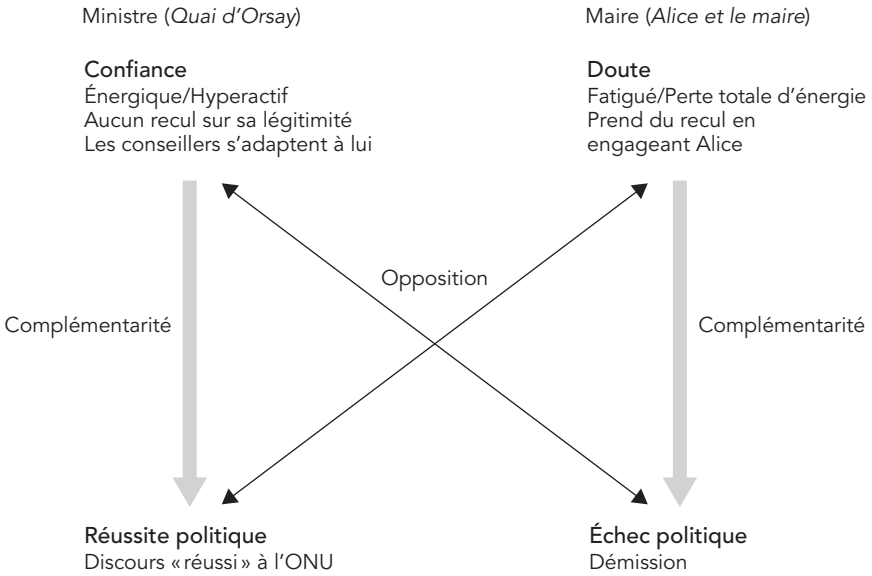 Ministre (Quai d’Orsay)
Maire (Alice et le maire)
Confiance
Énergique/Hyperactif
Aucun recul sur sa légitimité
Les conseillers s’adaptent à lui
Doute
Fatigué/Perte totale d’énergie
Prend du recul en
engageant Alice
Opposition
Complémentarité
Complémentarité
Réussite politique
Discours «réussi» à l’ONU
Échec politique
Démission